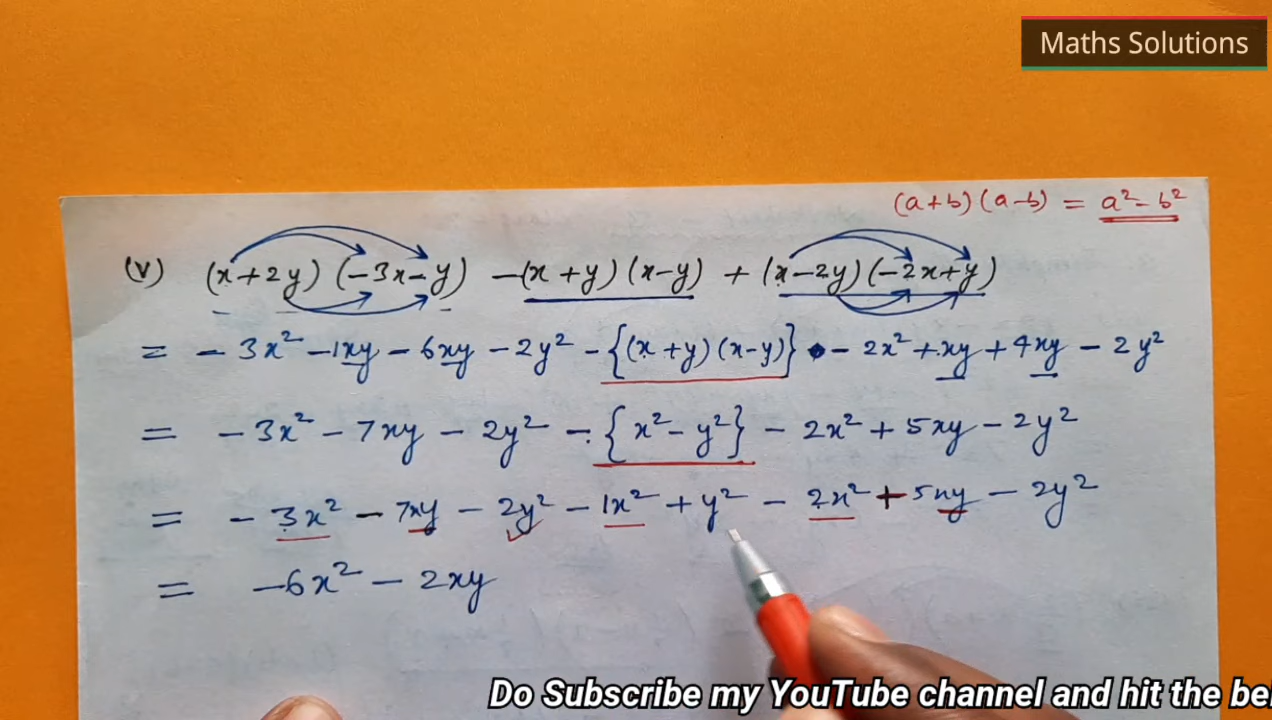 Maths Solutions
(a+b)(a-b) = a²-b²
(v) (x+2y)(-3x-y) -(x+y)(x-y) + (x-2y)(-2x+y)
= -3x² -1xy - 6xy -2y² -{(x+y)(x-y)} - 2x² +xy + 4xy - 2y²
= -3x² - 7xy - 2y² - {x²- y²} - 2x² + 5xy - 2y²
= - 3x² - 7xy - 2y² - 1x² + y² - 2x² + 5xy - 2y²
= -6x² - 2xy
Do Subscribe my YouTube channel and hit the bel